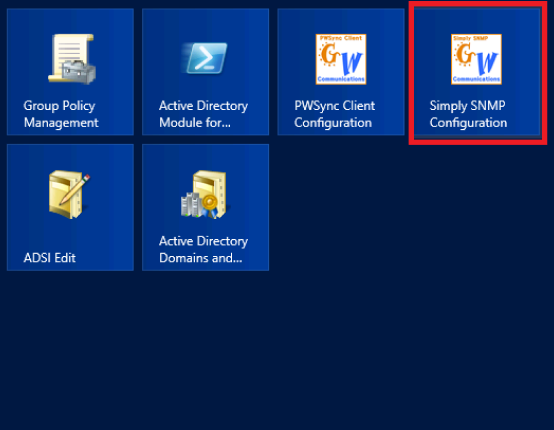 PWSync Client
GW
Communications
Simply SNMP
GW
Communications
Group Policy
Management
Active Directory
Module for...
PWSync Client
Configuration
Simply SNMP
Configuration
ADSI Edit
Active Directory
Domains and...